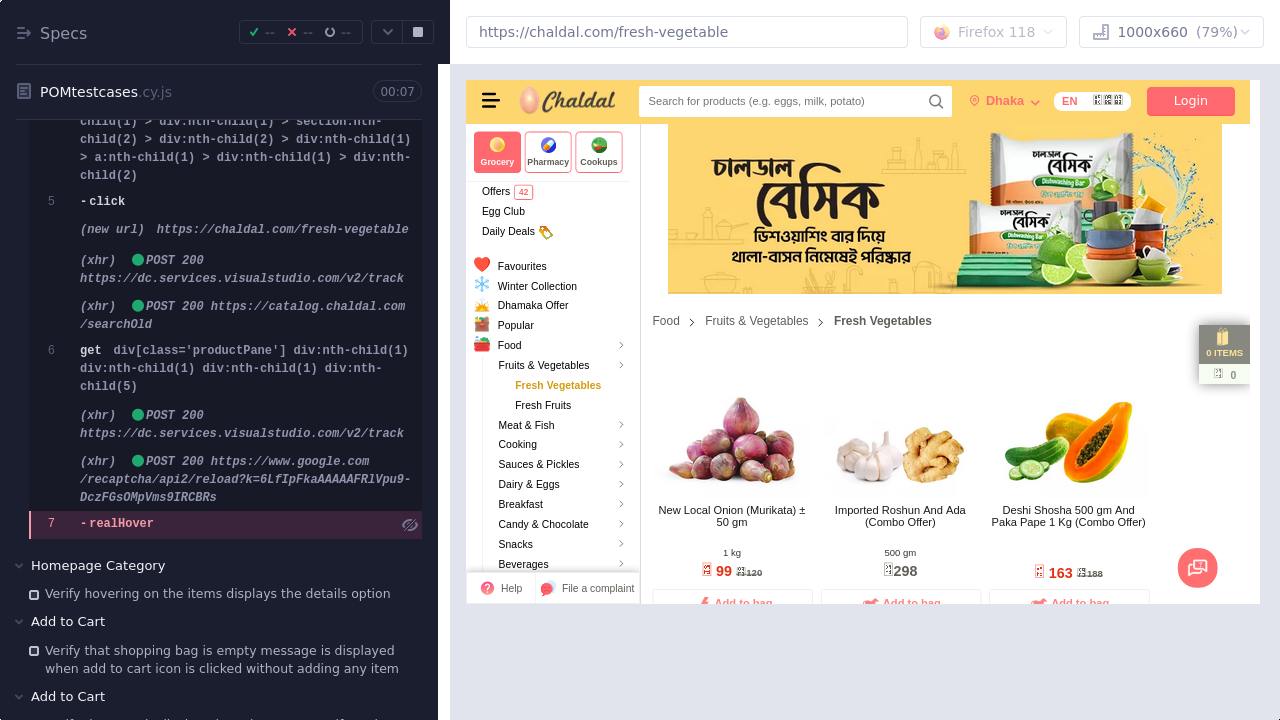 Specs
--
--
--
https://chaldal.com/fresh-vegetable
Firefox 118
1000x660 (79%)
POMtestcases.cy.js
00:07
child(1) > div:nth-child(1) > section:nth-
child(2) > div:nth-child(2) > div:nth-child(1)
> a:nth-child(1) > div:nth-child(1) > div:nth-
child(2)
5 -click
(new url) https://chaldal.com/fresh-vegetable
(xhr) POST 200
https://dc.services.visualstudio.com/v2/track
(xhr) POST 200 https://catalog.chaldal.com
/searchOld
6 get div[class='productPane'] div:nth-child(1)
div:nth-child(1) div:nth-child(1) div:nth-
child(5)
(xhr) POST 200
https://dc.services.visualstudio.com/v2/track
(xhr) POST 200 https://www.google.com
/recaptcha/api2/reload?k=6LfIpFkaAAAAAFRlVpu9-
DczFGsOMpVms9IRCBRs
7 -realHover
Homepage Category
Verify hovering on the items displays the details option
Add to Cart
Verify that shopping bag is empty message is displayed
when add to cart icon is clicked without adding any item
Add to Cart
Chaldal
Search for products (e.g. eggs, milk, potato)
Dhaka
EN
Login
Grocery
Pharmacy
Cookups
Offers 42
Egg Club
Daily Deals
Favourites
Winter Collection
Dhamaka Offer
Popular
Food
Fruits & Vegetables
Fresh Vegetables
Fresh Fruits
Meat & Fish
Cooking
Sauces & Pickles
Dairy & Eggs
Breakfast
Candy & Chocolate
Snacks
Beverages
Help
File a complaint
চালডাল
বেসিক
ডিশওয়াশিং বার দিয়ে
থালা-বাসন নিমেষেই পরিষ্কার
চালডাল
বেসিক
Dishwashing Bar
চালডাল
বেসিক
Dishwashing Bar
Food > Fruits & Vegetables > Fresh Vegetables
0 ITEMS
0
New Local Onion (Murikata) ±
50 gm
1 kg
99 120
Add to bag
Imported Roshun And Ada
(Combo Offer)
500 gm
298
Add to bag
Deshi Shosha 500 gm And
Paka Pape 1 Kg (Combo Offer)
163 188
Add to bag